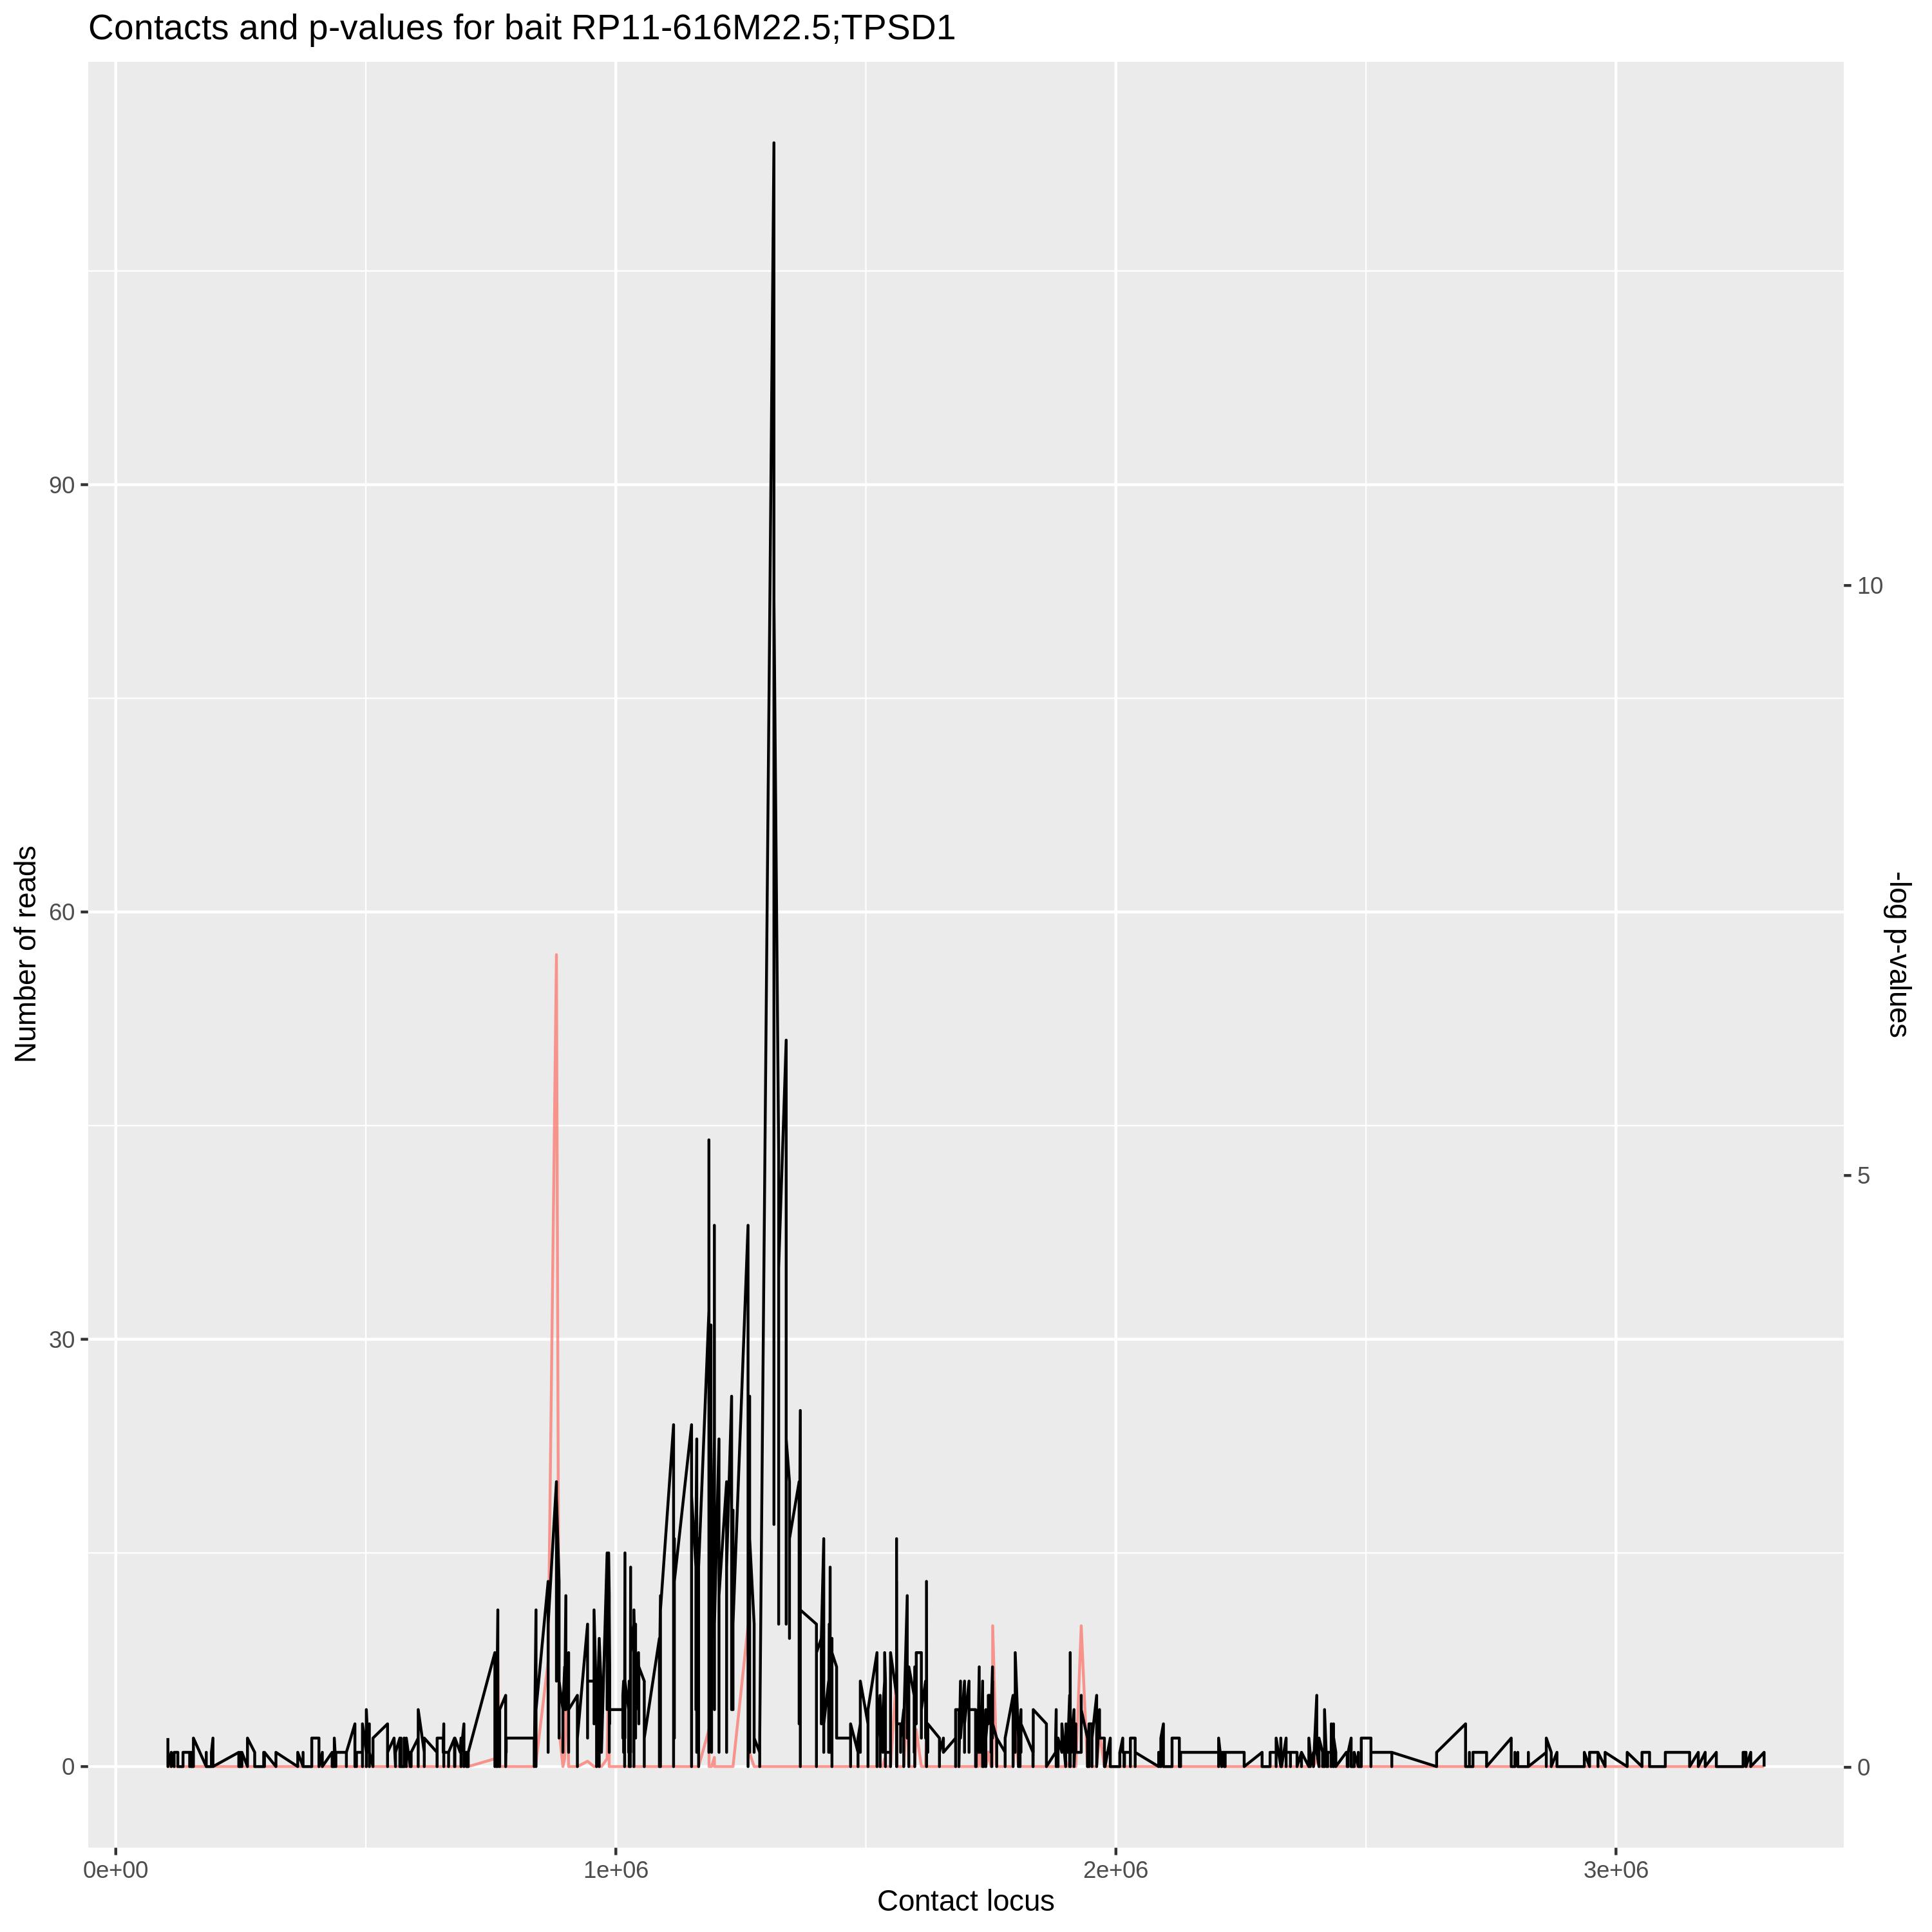 Contacts and p-values for bait RP11-616M22.5;TPSD1
Number of reads
90
60
30
0
10
5
0
-log p-values
0e+00
1e+06
2e+06
3e+06
Contact locus